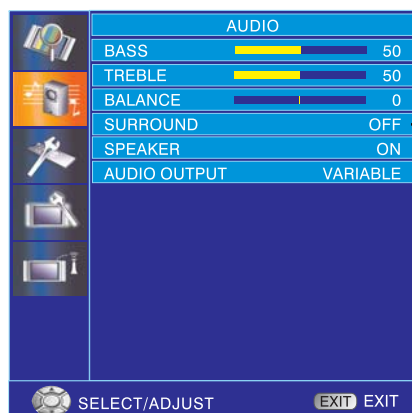 AUDIO
BASS 50
TREBLE 50
BALANCE 0
SURROUND OFF
SPEAKER ON
AUDIO OUTPUT VARIABLE
SELECT/ADJUST EXIT EXIT